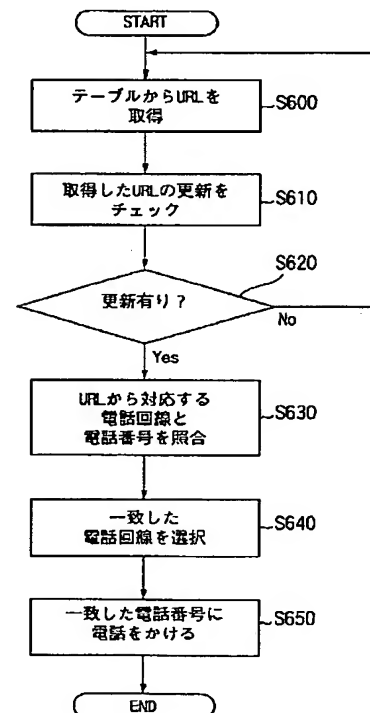 START
テーブルからURLを
取得
S600
取得したURLの更新を
チェック
S610
S620
更新有り?
No
Yes
URLから対応する
電話回線と
電話番号を照合
S630
一致した
電話回線を選択
S640
一致した電話番号に
電話をかける
S650
END